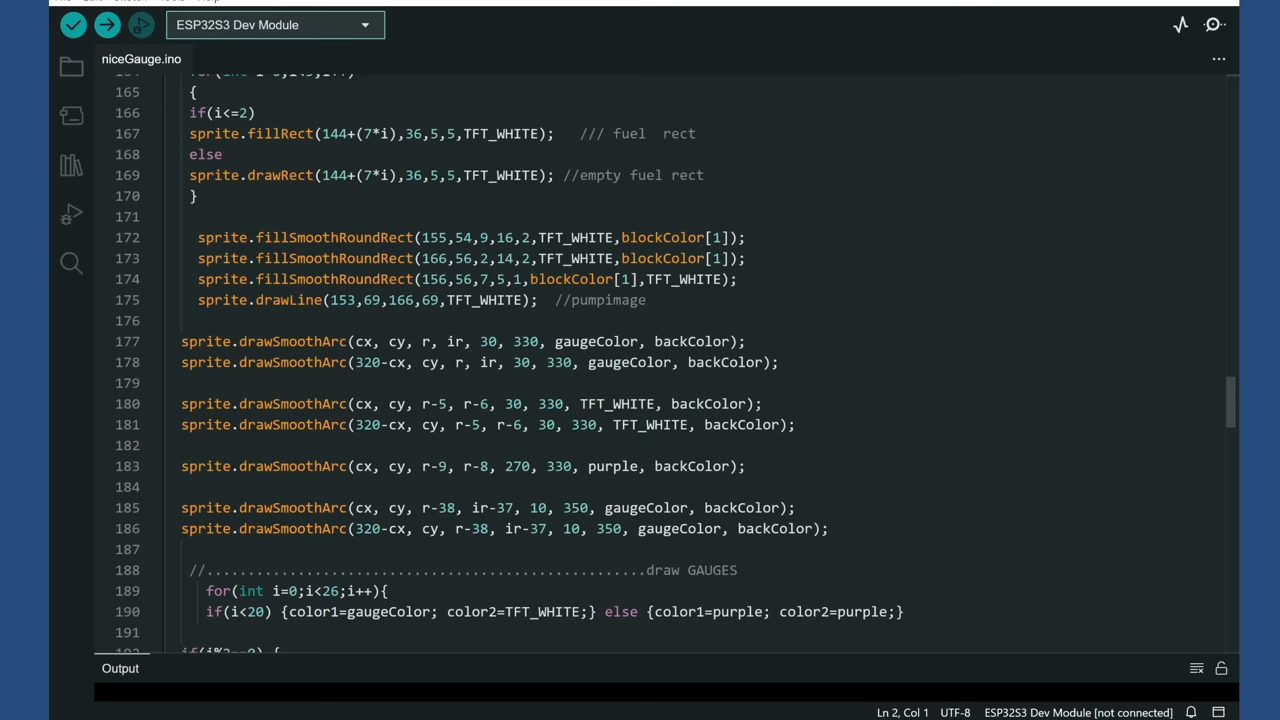 ESP32S3 Dev Module
niceGauge.ino
165 {
166 if(i<=2)
167 sprite.fillRect(144+(7*i),36,5,5,TFT_WHITE); /// fuel rect
168 else
169 sprite.drawRect(144+(7*i),36,5,5,TFT_WHITE); //empty fuel rect
170 }
171
172 sprite.fillSmoothRoundRect(155,54,9,16,2,TFT_WHITE,blockColor[1]);
173 sprite.fillSmoothRoundRect(166,56,2,14,2,TFT_WHITE,blockColor[1]);
174 sprite.fillSmoothRoundRect(156,56,7,5,1,blockColor[1],TFT_WHITE);
175 sprite.drawLine(153,69,166,69,TFT_WHITE); //pumpimage
176
177 sprite.drawSmoothArc(cx, cy, r, ir, 30, 330, gaugeColor, backColor);
178 sprite.drawSmoothArc(320-cx, cy, r, ir, 30, 330, gaugeColor, backColor);
179
180 sprite.drawSmoothArc(cx, cy, r-5, r-6, 30, 330, TFT_WHITE, backColor);
181 sprite.drawSmoothArc(320-cx, cy, r-5, r-6, 30, 330, TFT_WHITE, backColor);
182
183 sprite.drawSmoothArc(cx, cy, r-9, r-8, 270, 330, purple, backColor);
184
185 sprite.drawSmoothArc(cx, cy, r-38, ir-37, 10, 350, gaugeColor, backColor);
186 sprite.drawSmoothArc(320-cx, cy, r-38, ir-37, 10, 350, gaugeColor, backColor);
187
188 //.....................................................draw GAUGES
189 for(int i=0;i<26;i++){
190 if(i<20) {color1=gaugeColor; color2=TFT_WHITE;} else {color1=purple; color2=purple;}
191
Output
Ln 2, Col 1 UTF-8 ESP32S3 Dev Module [not connected]